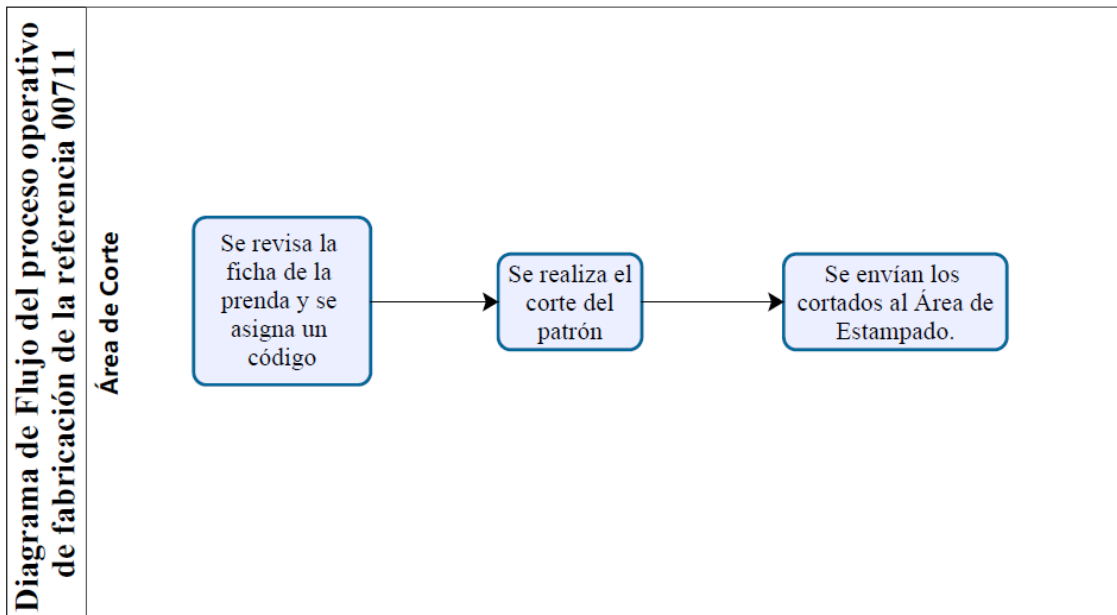 Diagrama de Flujo del proceso operativo
de fabricación de la referencia 00711
Área de Corte
Se revisa la
ficha de la
prenda y se
asigna un
código
Se realiza el
corte del
patrón
Se envían los
cortados al Área de
Estampado.